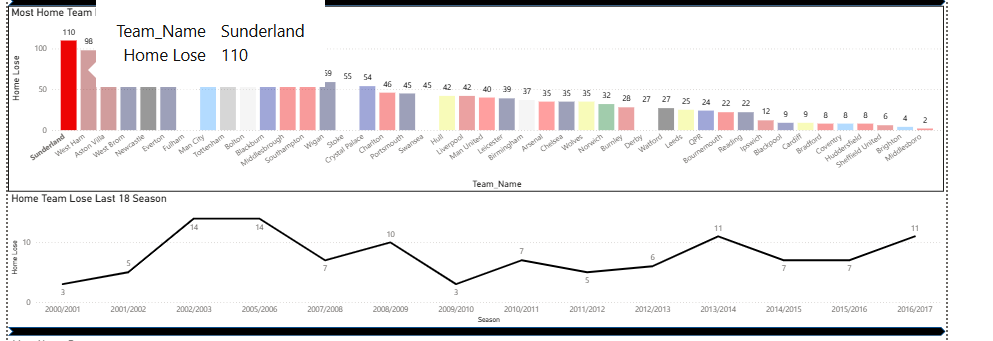 Most Home Team
Team_Name Sunderland
Home Lose 110
110 98 59 55 54 46 45 45 42 42 40 39 37 35 35 35 32 28 27 27 25 24 22 22 12 9 9 8 8 8 6 4 2
Home Lose
100
50
0
Sunderland West Ham Aston Villa West Brom Newcastle Everton Fulham Man City Tottenham Bolton Blackburn Middlesbrough Southampton Wigan Stoke Crystal Palace Charlton Portsmouth Swansea Hull Liverpool Man United Leicester Birmingham Arsenal Chelsea Wolves Norwich Burnley Derby Watford Leeds QPR Bournemouth Reading Ipswich Blackpool Cardiff Bradford Coventry Huddersfield Sheffield United Brighton Middlesboro
Team_Name
Home Team Lose Last 18 Season
Home Lose
10
0
3 5 14 14 7 10 3 7 5 6 11 7 7 11
2000/2001 2001/2002 2002/2003 2005/2006 2007/2008 2008/2009 2009/2010 2010/2011 2011/2012 2012/2013 2013/2014 2014/2015 2015/2016 2016/2017
Season